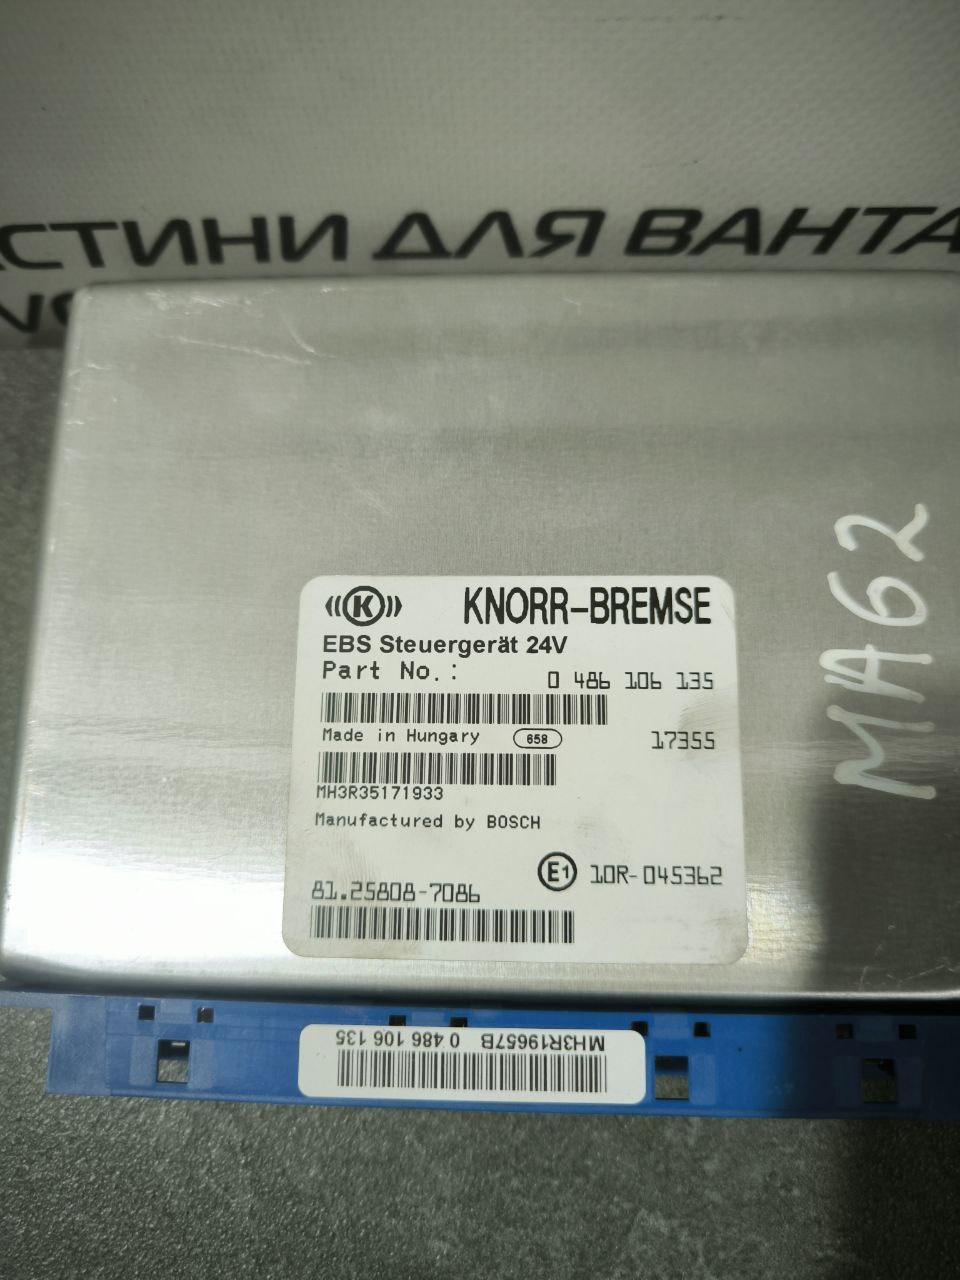 СТИНИ ДЛЯ ВАНТА
K
KNORR-BREMSE
EBS Steuergerät 24V
Part No.: 0 486 106 135
Made in Hungary 658 17355
MH3R35171933
Manufactured by BOSCH
E1 10R-045362
81.25808-7086
MA62
MH3R19657B 0 486 106 135